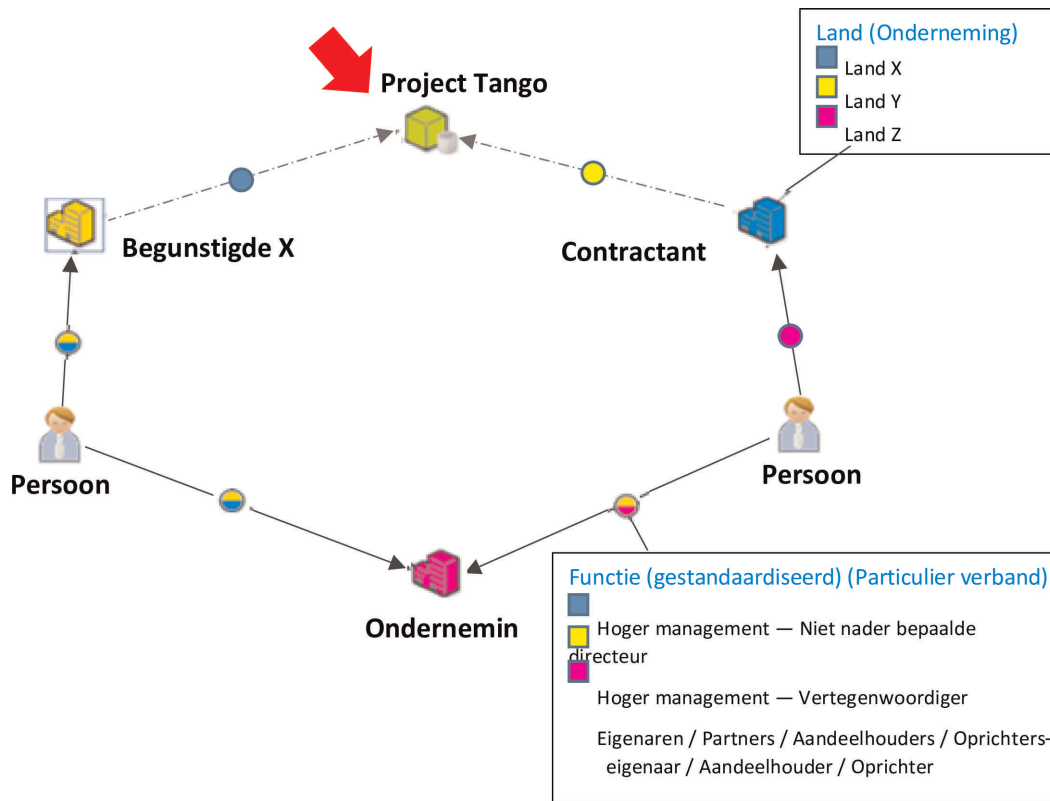 Land (Onderneming)
Land X
Land Y
Land Z
Project Tango
Begunstigde X
Contractant
Persoon
Persoon
Ondernemin
Functie (gestandaardiseerd) (Particulier verband)
Hoger management — Niet nader bepaalde
directeur
Hoger management — Vertegenwoordiger
Eigenaren / Partners / Aandeelhouders / Oprichters-
eigenaar / Aandeelhouder / Oprichter